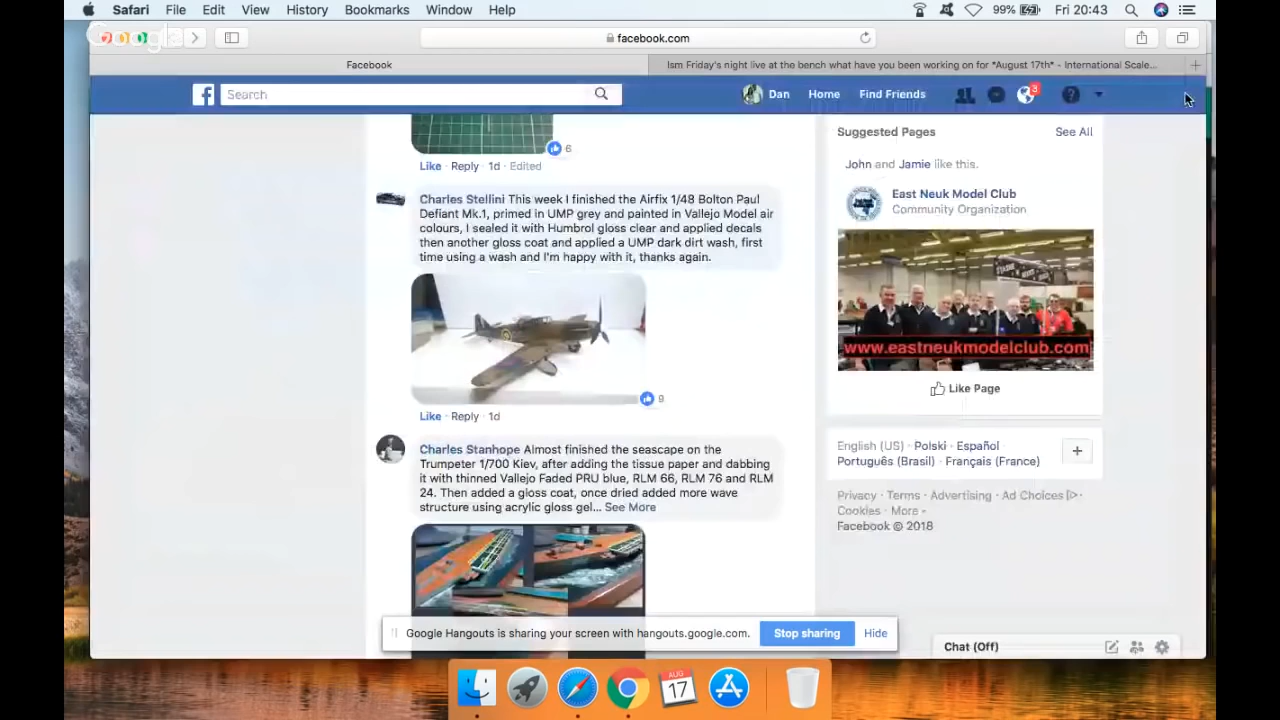 Safari File Edit View History Bookmarks Window Help 99% Fri 20:43
Google
facebook.com
Facebook
Ism Friday's night live at the bench what have you been working on for *August 17th* - International Scale...
f Search Dan Home Find Friends 8
6
Like · Reply · 1d · Edited
Charles Stellini This week I finished the Airfix 1/48 Bolton Paul
Defiant Mk.1, primed in UMP grey and painted in Vallejo Model air
colours, I sealed it with Humbrol gloss clear and applied decals
then another gloss coat and applied a UMP dark dirt wash, first
time using a wash and I'm happy with it, thanks again.
9
Like · Reply · 1d
Charles Stanhope Almost finished the seascape on the
Trumpeter 1/700 Kiev, after adding the tissue paper and dabbing
it with thinned Vallejo Faded PRU blue, RLM 66, RLM 76 and RLM
24. Then added a gloss coat, once dried added more wave
structure using acrylic gloss gel... See More
Suggested Pages See All
John and Jamie like this.
East Neuk Model Club
Community Organization
www.eastneukmodelclub.com
Like Page
English (US) · Polski · Español ·
Português (Brasil) · Français (France)
Privacy · Terms · Advertising · Ad Choices ·
Cookies · More
Facebook © 2018
Google Hangouts is sharing your screen with hangouts.google.com. Stop sharing Hide
Chat (Off)
AUG
17